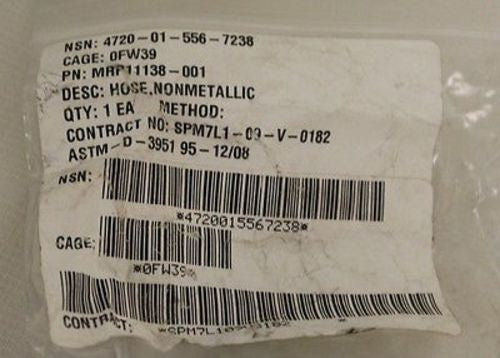 NSN: 4720-01-556-7238
CAGE: 0FW39
PN: MRP11138-001
DESC: HOSE,NONMETALLIC
QTY: 1 EA METHOD:
CONTRACT NO: SPM7L1-09-V-0182
ASTM-D-3951 95-12/08
NSN:
*4720015567238*
CAGE:
*0FW39*
CONTRACT: